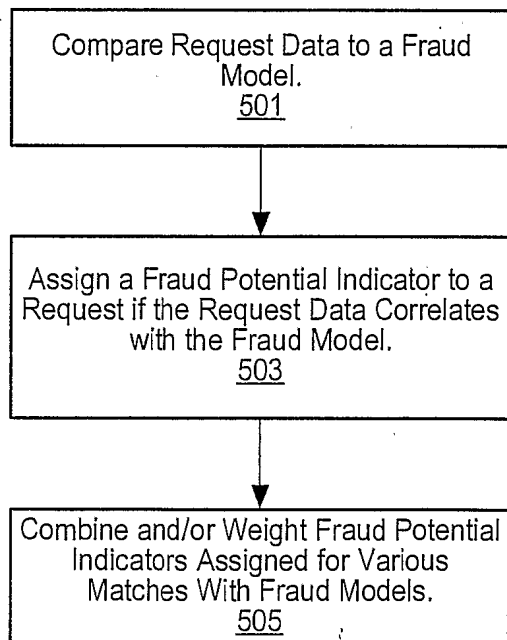 Compare Request Data to a Fraud
Model.
501
Assign a Fraud Potential Indicator to a
Request if the Request Data Correlates
with the Fraud Model.
503
Combine and/or Weight Fraud Potential
Indicators Assigned for Various
Matches With Fraud Models.
505